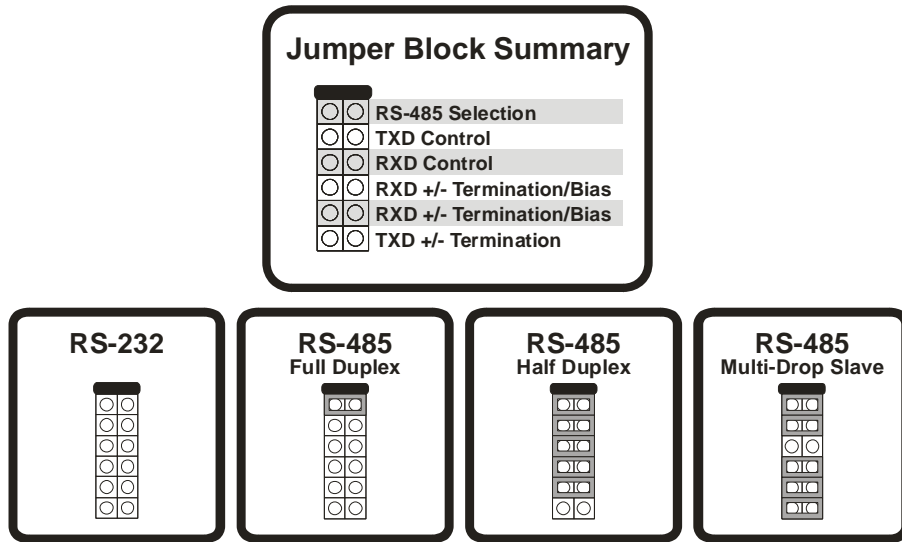 Jumper Block Summary
RS-485 Selection
TXD Control
RXD Control
RXD +/- Termination/Bias
RXD +/- Termination/Bias
TXD +/- Termination
RS-232
RS-485
Full Duplex
RS-485
Half Duplex
RS-485
Multi-Drop Slave